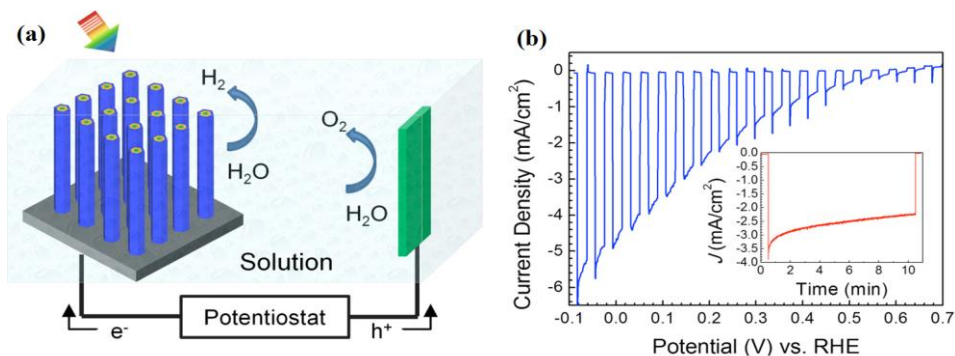 (a)
H₂
H₂O
O₂
H₂O
Solution
Potentiostat
e⁻
h⁺
(b)
Current Density (mA/cm²)
0
-1
-2
-3
-4
-5
-6
-0.1 0.0 0.1 0.2 0.3 0.4 0.5 0.6 0.7
Potential (V) vs. RHE
J (mA/cm²)
0.0
-0.5
-1.0
-1.5
-2.0
-2.5
-3.0
-3.5
-4.0
0 2 4 6 8 10
Time (min)